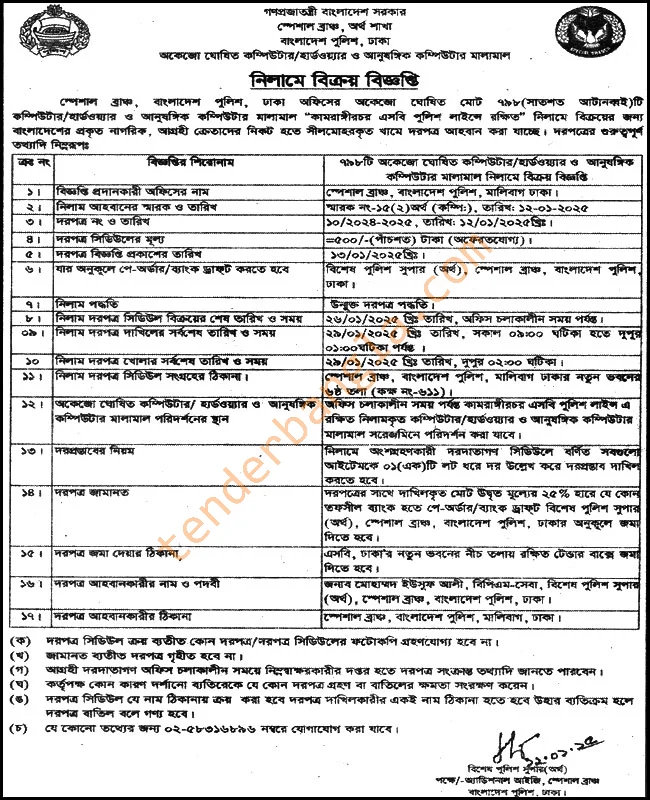 গণপ্রজাতন্ত্রী বাংলাদেশ সরকার
স্পেশাল ব্রাঞ্চ, অর্থ শাখা
বাংলাদেশ পুলিশ, ঢাকা
অকেজো ঘোষিত কম্পিউটার/হার্ডওয়্যার ও আনুষঙ্গিক কম্পিউটার মালামাল
নিলামে বিক্রয় বিজ্ঞপ্তি
স্পেশাল ব্রাঞ্চ, বাংলাদেশ পুলিশ, ঢাকা অফিসের অকেজো ঘোষিত মোট ৭৯৮(সাতশত আটানব্বই)টি
কম্পিউটার/হার্ডওয়্যার ও আনুষঙ্গিক কম্পিউটার মালামাল “কামরাঙ্গীরচর এসবি পুলিশ লাইন্সে রক্ষিত” নিলামে বিক্রয়ের জন্য
বাংলাদেশের প্রকৃত নাগরিক, আগ্রহী ক্রেতাদের নিকট হতে সীলমোহরকৃত খামে দরপত্র আহবান করা যাচ্ছে। দরপত্রের গুরুত্বপূর্ণ
তথ্যাদি নিম্নরূপঃ
ক্রঃ নং বিজ্ঞপ্তির শিরোনাম ৭৯৮টি অকেজো ঘোষিত কম্পিউটার/হার্ডওয়্যার ও আনুষঙ্গিক
কম্পিউটার মালামাল নিলামে বিক্রয় বিজ্ঞপ্তি
১। বিজ্ঞপ্তি প্রদানকারী অফিসের নাম স্পেশাল ব্রাঞ্চ, বাংলাদেশ পুলিশ, মালিবাগ ঢাকা।
২। নিলাম আহবানের স্মারক ও তারিখ স্মারক নং-১৫(২)অর্থ (কম্পিঃ), তারিখ: ১২-০১-২০২৫
৩। দরপত্র নং ও তারিখ ১০/২০২৪-২০২৫, তারিখ: ১২/০১/২০২৫খ্রিঃ।
৪। দরপত্র সিডিউলের মূল্য =৫০০/-(পাঁচশত) টাকা (অফেরতযোগ্য)।
৫। দরপত্র বিজ্ঞপ্তি প্রকাশের তারিখ ১৩/০১/২০২৫খ্রিঃ।
৬। যার অনুকূলে পে-অর্ডার/ব্যাংক ড্রাফট করতে হবে বিশেষ পুলিশ সুপার (অর্থ), স্পেশাল ব্রাঞ্চ, বাংলাদেশ পুলিশ,
ঢাকা।
৭। নিলাম পদ্ধতি উন্মুক্ত দরপত্র পদ্ধতি।
৮। নিলাম দরপত্র সিডিউল বিক্রয়ের শেষ তারিখ ও সময় ২৬/০১/২০২৫ খ্রিঃ তারিখ, অফিস চলাকালীন সময় পর্যন্ত।
০৯। নিলাম দরপত্র দাখিলের সর্বশেষ তারিখ ও সময় ২৯/০১/২০২৫ খ্রিঃ তারিখ, সকাল ০৯:০০ ঘটিকা হতে দুপুর
০১:০০ঘটিকা পর্যন্ত ।
১০ নিলাম দরপত্র খোলার সর্বশেষ তারিখ ও সময় ২৯/০১/২০২৫ খ্রিঃ তারিখ, দুপুর ০২:০০ ঘটিকা।
১১। নিলাম দরপত্র সিডিউল সংগ্রহের ঠিকানা। স্পেশাল ব্রাঞ্চ, বাংলাদেশ পুলিশ, মালিবাগ ঢাকার নতুন ভবনের
৬ষ্ঠ তলা (কক্ষ নং-৬১১)।
১২। অকেজো ঘোষিত কম্পিউটার/ হার্ডওয়্যার ও আনুষঙ্গিক
কম্পিউটার মালামাল পরিদর্শনের স্থান
অফিস চলাকালীন সময় পর্যন্ত কামরাঙ্গীরচর এসবি পুলিশ লাইন্স এ
রক্ষিত নিলামকৃত কম্পিউটার/হার্ডওয়্যার ও আনুষঙ্গিক কম্পিউটার
মালামাল সরেজমিনে পরিদর্শন করা যাবে।
১৩। দরপ্রস্তাবের নিয়ম নিলামে অংশগ্রহণকারী দরদাতাগণ সিডিউলে বর্ণিত সবগুলো
আইটেমকে ০১(এক)টি লট ধরে দর উল্লেখ করে দরপ্রস্তাব দাখিল
করতে হবে।
১৪। দরপত্র জামানত দরপত্রের সাথে দাখিলকৃত মোট উদ্ধৃত মূল্যের ২৫% হারে যে কোন
তফসীল ব্যাংক হতে পে-অর্ডার/ব্যাংক ড্রাফট বিশেষ পুলিশ সুপার
(অর্থ), স্পেশাল ব্রাঞ্চ, বাংলাদেশ পুলিশ, ঢাকার অনুকূলে জমা
দিতে হবে।
১৫। দরপত্র জমা দেয়ার ঠিকানা এসবি, ঢাকা'র নতুন ভবনের নীচ তলায় রক্ষিত টেন্ডার বাক্সে জমা
দিতে হবে।
১৬। দরপত্র আহবানকারীর নাম ও পদবী জনাব মোহাম্মদ ইউসুফ আলী, বিপিএম-সেবা, বিশেষ পুলিশ সুপার
(অর্থ), স্পেশাল ব্রাঞ্চ, বাংলাদেশ পুলিশ, ঢাকা।
১৭। দরপত্র আহবানকারীর ঠিকানা স্পেশাল ব্রাঞ্চ, বাংলাদেশ পুলিশ, মালিবাগ, ঢাকা।
(ক) দরপত্র সিডিউল ক্রয় ব্যতীত কোন দরপত্র/দরপত্র সিডিউলের ফটোকপি গ্রহণযোগ্য হবে না।
(খ) জামানত ব্যতীত দরপত্র গৃহীত হবে না।
(গ) আগ্রহী দরদাতাগণ অফিস চলাকালীন সময়ে নিম্নস্বাক্ষরকারীর দপ্তর হতে দরপত্র সংক্রান্ত তথ্যাদি জানতে পারবেন।
(ঘ) কর্তৃপক্ষ কোন কারণ দর্শানো ব্যতিরেকে যে কোন দরপত্র গ্রহণ বা বাতিলের ক্ষমতা সংরক্ষণ করেন।
(ঙ) দরপত্র সিডিউল যে নাম ঠিকানায় ক্রয় করা হবে দরপত্র দাখিলকারীর একই নাম ঠিকানা হতে হবে উহার ব্যতিক্রম হলে
দরপত্র বাতিল বলে গণ্য হবে।
(চ) যে কোনো তথ্যের জন্য ০২-৫৮৩১৬৮৯৬ নম্বরে যোগাযোগ করা যাবে।
১২.০১.২৫
বিশেষ পুলিশ সুপার(অর্থ)
পক্ষে/-অ্যাডিশনাল আইজি, স্পেশাল ব্রাঞ্চ
বাংলাদেশ পুলিশ, ঢাকা।
tenderbangla.com